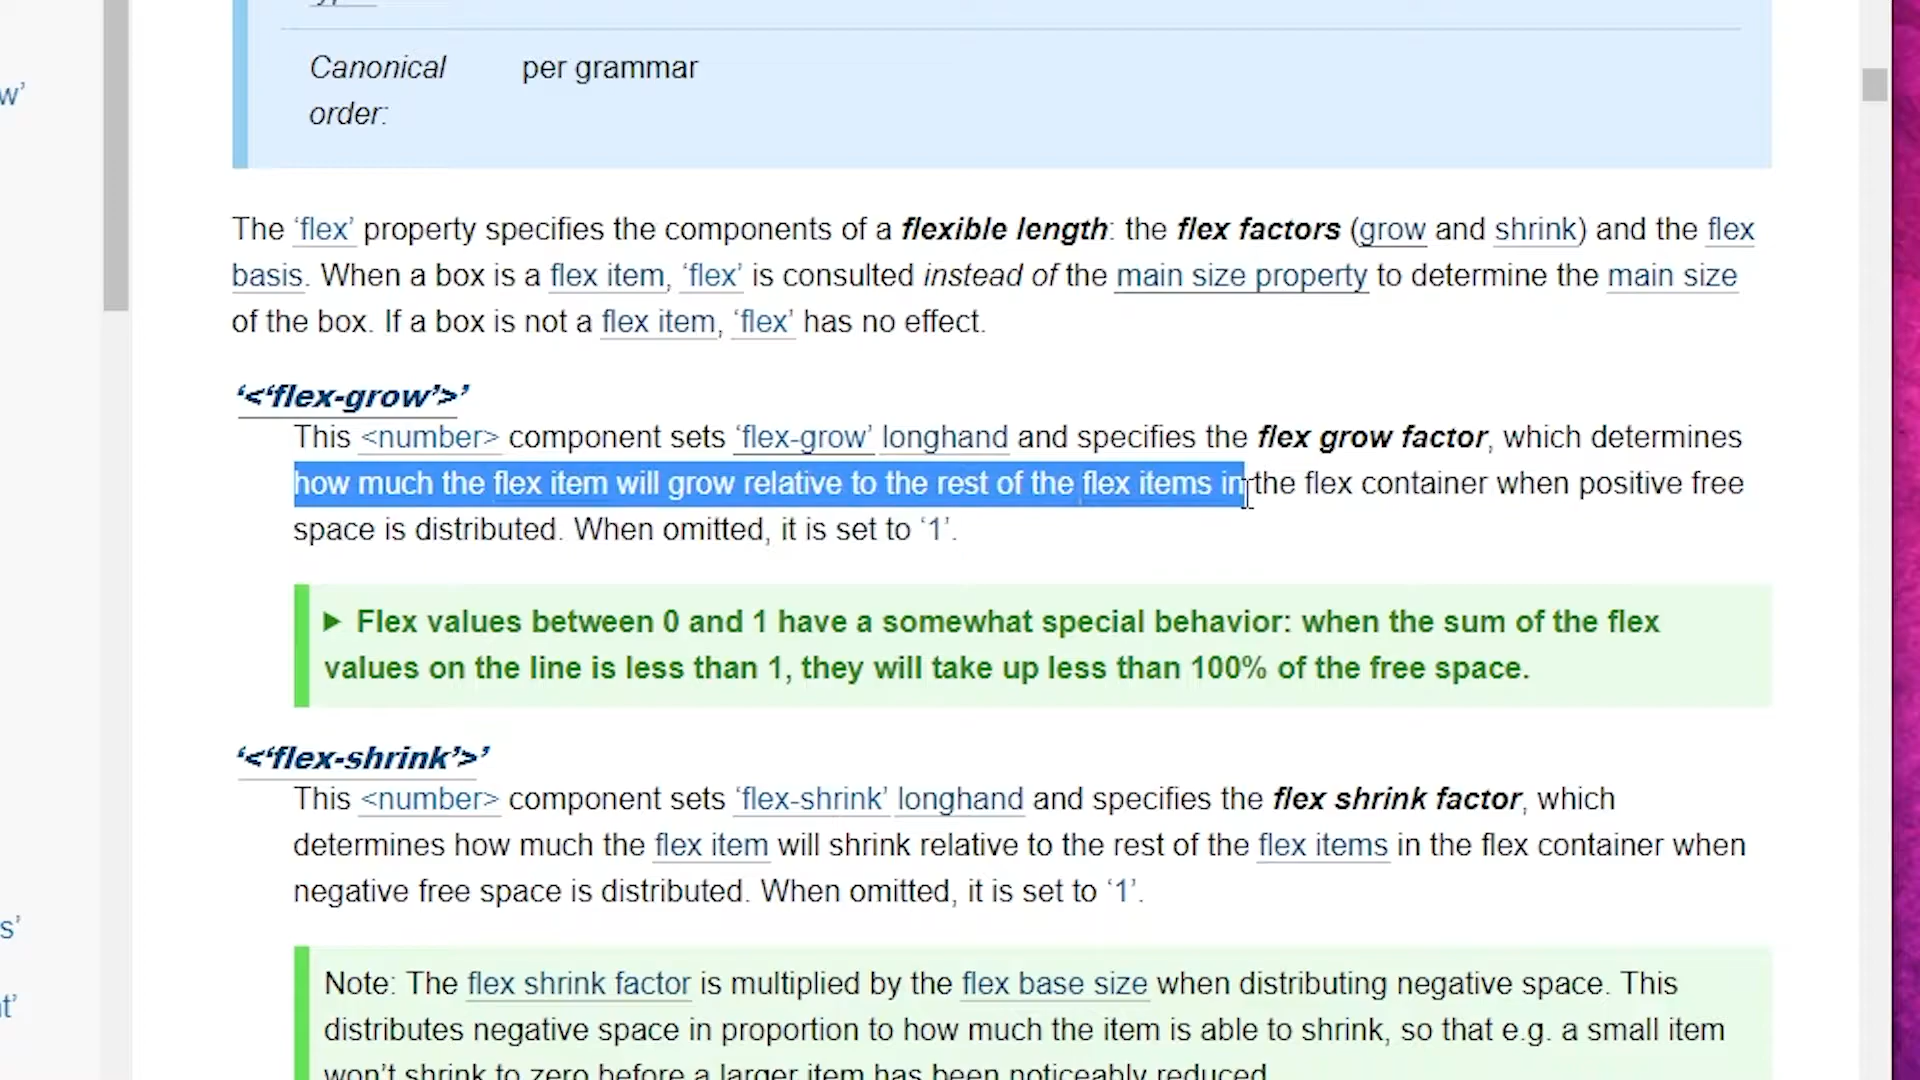 Canonical per grammar
order:
w’
The ‘flex’ property specifies the components of a flexible length: the flex factors (grow and shrink) and the flex
basis. When a box is a flex item, ‘flex’ is consulted instead of the main size property to determine the main size
of the box. If a box is not a flex item, ‘flex’ has no effect.
‘<‘flex-grow’>’
This <number> component sets ‘flex-grow’ longhand and specifies the flex grow factor, which determines
how much the flex item will grow relative to the rest of the flex items in the flex container when positive free
space is distributed. When omitted, it is set to ‘1’.
▶ Flex values between 0 and 1 have a somewhat special behavior: when the sum of the flex
values on the line is less than 1, they will take up less than 100% of the free space.
‘<‘flex-shrink’>’
This <number> component sets ‘flex-shrink’ longhand and specifies the flex shrink factor, which
determines how much the flex item will shrink relative to the rest of the flex items in the flex container when
negative free space is distributed. When omitted, it is set to ‘1’.
s’
Note: The flex shrink factor is multiplied by the flex base size when distributing negative space. This
t’
distributes negative space in proportion to how much the item is able to shrink, so that e.g. a small item
won’t shrink to zero before a larger item has been noticeably reduced.